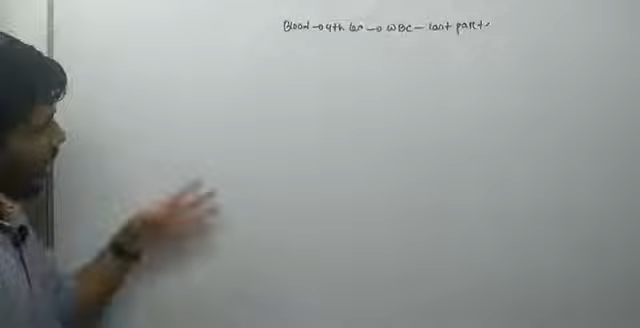 Blood → 4th lec → WBC - last part.